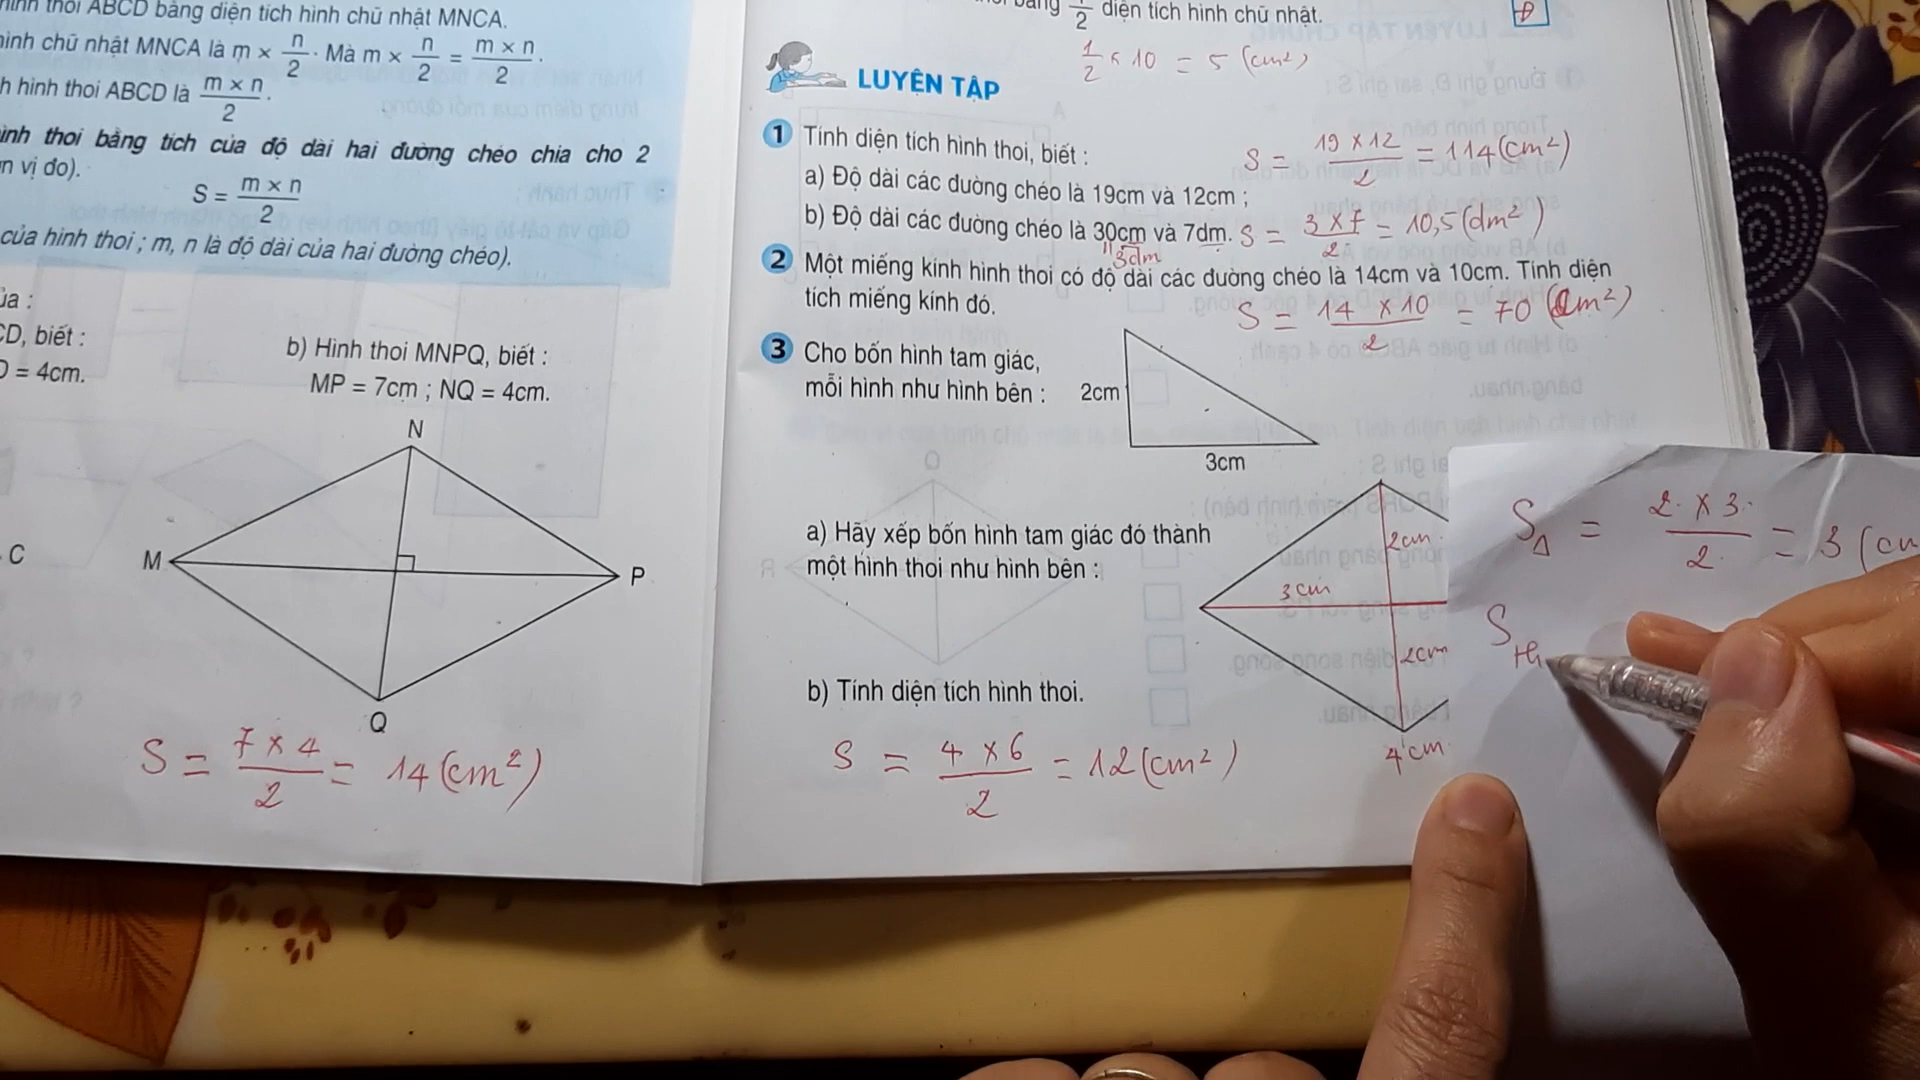 hình thoi ABCD bằng diện tích hình chữ nhật MNCA.
hình chữ nhật MNCA là m × n/2. Mà m × n/2 = m × n/2.
hình thoi ABCD là m × n/2.
hình thoi bằng tích của độ dài hai đường chéo chia cho 2
vị đo).
S = m × n/2
của hình thoi ; m, n là độ dài của hai đường chéo).
biết :
= 4cm.
b) Hình thoi MNPQ, biết :
MP = 7cm ; NQ = 4cm.
N
M
P
Q
C
S = 7 × 4/2 = 14 (cm²)
bằng 1/2 diện tích hình chữ nhật.
Đ
1/2 × 10 = 5 (cm²)
LUYỆN TẬP
1 Tính diện tích hình thoi, biết :
a) Độ dài các đường chéo là 19cm và 12cm ;
S = 19 × 12/2 = 114 (cm²)
b) Độ dài các đường chéo là 30cm và 7dm.
3dm
S = 3 × 7/2 = 10,5 (dm²)
2 Một miếng kính hình thoi có độ dài các đường chéo là 14cm và 10cm. Tính diện
tích miếng kính đó.
S = 14 × 10/2 = 70 (cm²)
3 Cho bốn hình tam giác,
mỗi hình như hình bên :
2cm
3cm
a) Hãy xếp bốn hình tam giác đó thành
một hình thoi như hình bên :
2cm
3cm
2cm
4cm
b) Tính diện tích hình thoi.
S = 4 × 6/2 = 12 (cm²)
SΔ = 2 × 3/2 = 3 (cm
S th